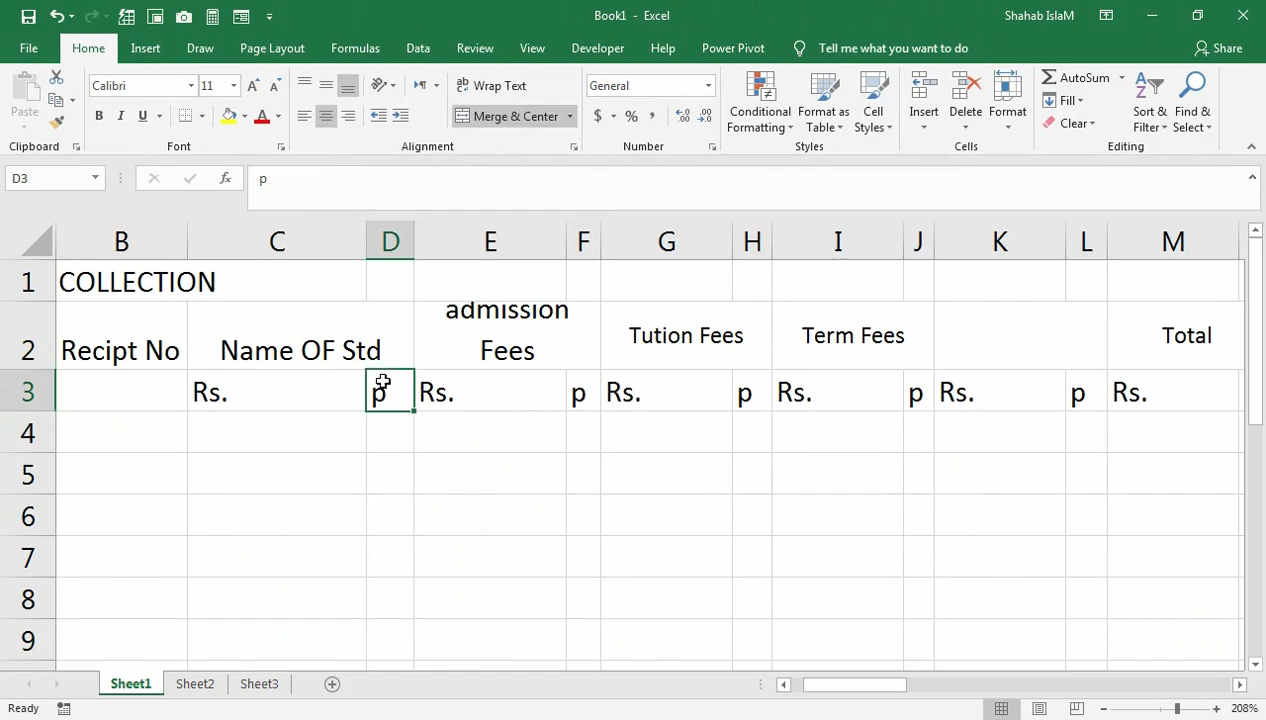 Book1 - Excel
Shahab IslaM
File Home Insert Draw Page Layout Formulas Data Review View Developer Help Power Pivot Tell me what you want to do Share
Paste
Calibri 11
B I U
Wrap Text
Merge & Center
General
$ % ,
Conditional Formatting
Format as Table
Cell Styles
Insert
Delete
Format
AutoSum
Fill
Clear
Sort & Filter
Find & Select
Clipboard Font Alignment Number Styles Cells Editing
D3 fx p
B C D E F G H I J K L M
1 COLLECTION
2 Recipt No Name OF Std admission Fees Tution Fees Term Fees Total
3 Rs. p Rs. p Rs. p Rs. p Rs. p Rs.
4
5
6
7
8
9
Sheet1 Sheet2 Sheet3
Ready 208%